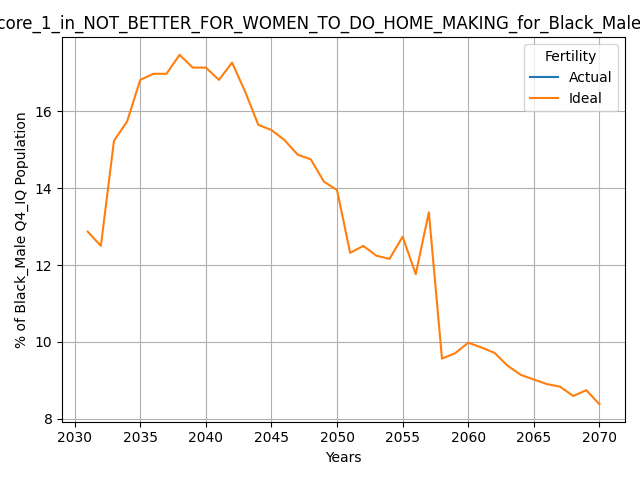 core_1_in_NOT_BETTER_FOR_WOMEN_TO_DO_HOME_MAKING_for_Black_Male
Fertility
Actual
Ideal
% of Black_Male Q4_IQ Population
16
14
12
10
8
2030 2035 2040 2045 2050 2055 2060 2065 2070
Years